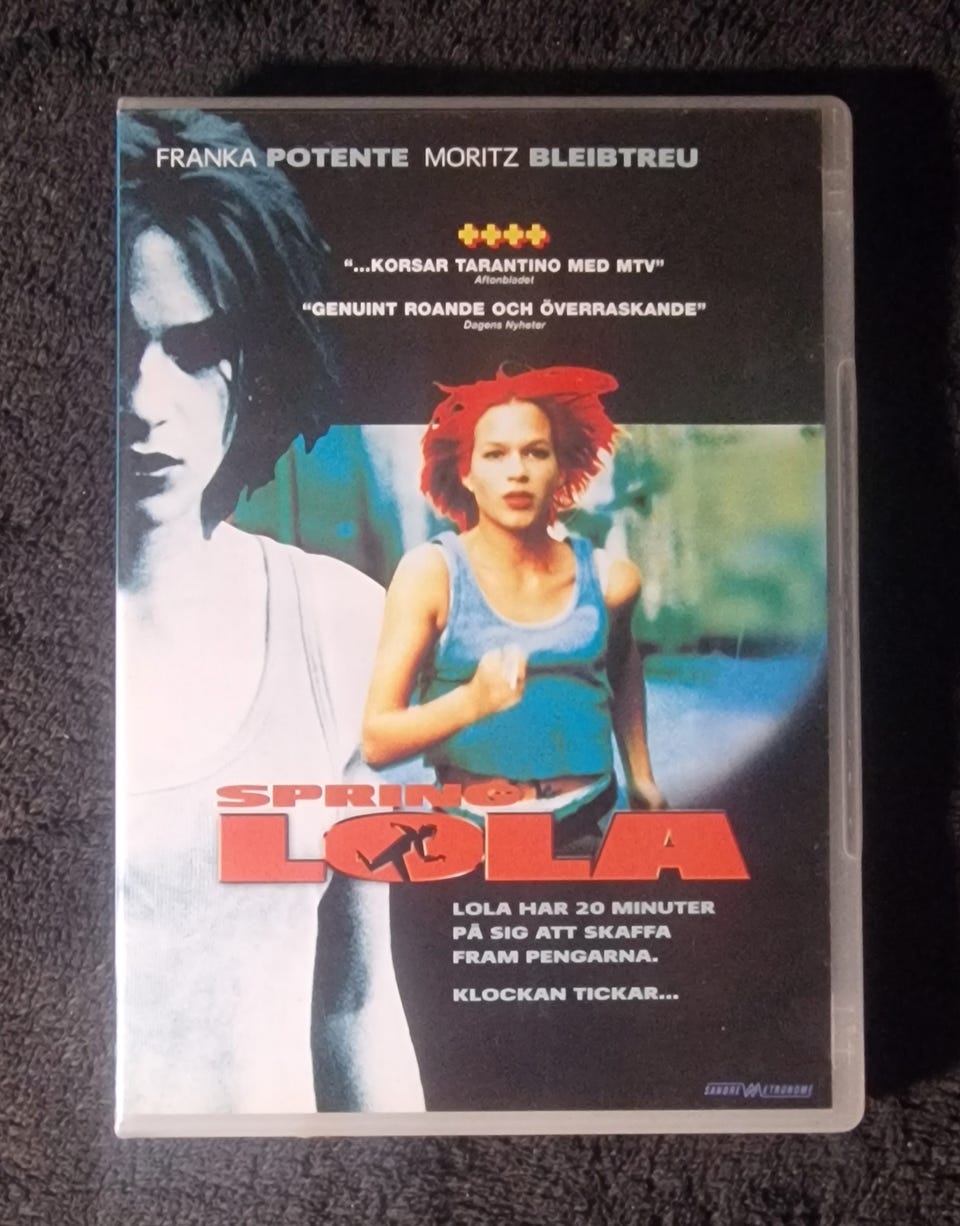 FRANKA POTENTE MORITZ BLEIBTREU
"...KORSAR TARANTINO MED MTV"
Aftonbladet
"GENUINT ROANDE OCH ÖVERRASKANDE"
Dagens Nyheter
SPRING
LOLA
LOLA HAR 20 MINUTER
PÅ SIG ATT SKAFFA
FRAM PENGARNA.
KLOCKAN TICKAR...
SANDREW METRONOME